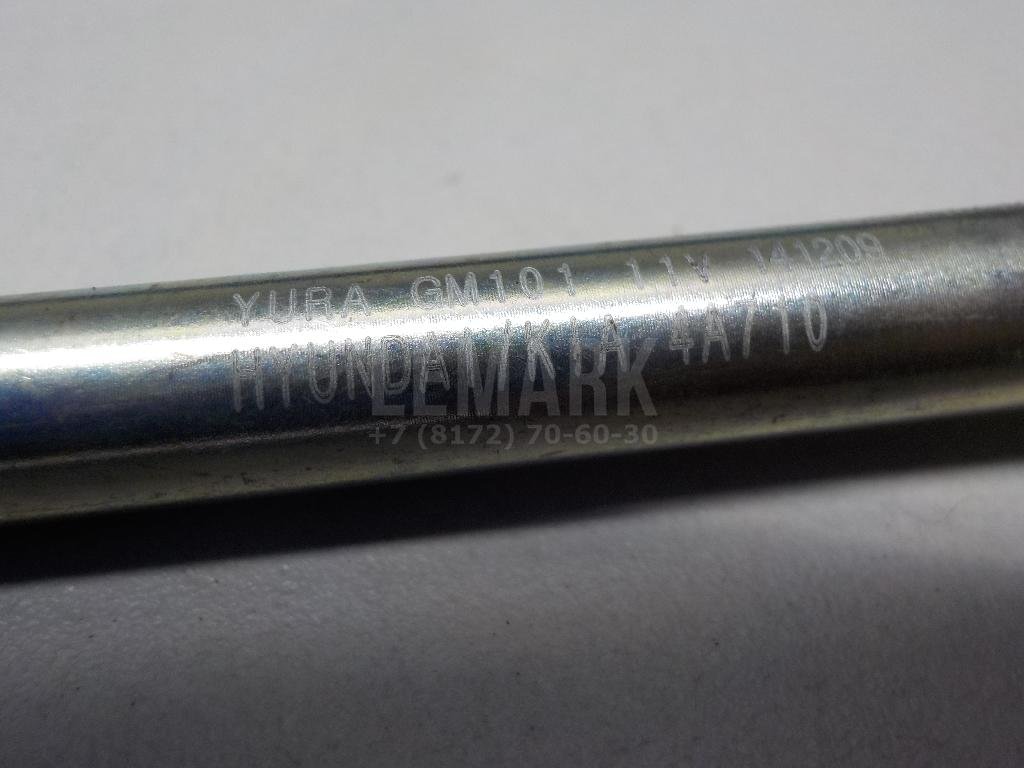 YURA GM101 11V 141209
HYUNDAI/KIA 4A710
LEMARK
+7 (8172) 70-60-30